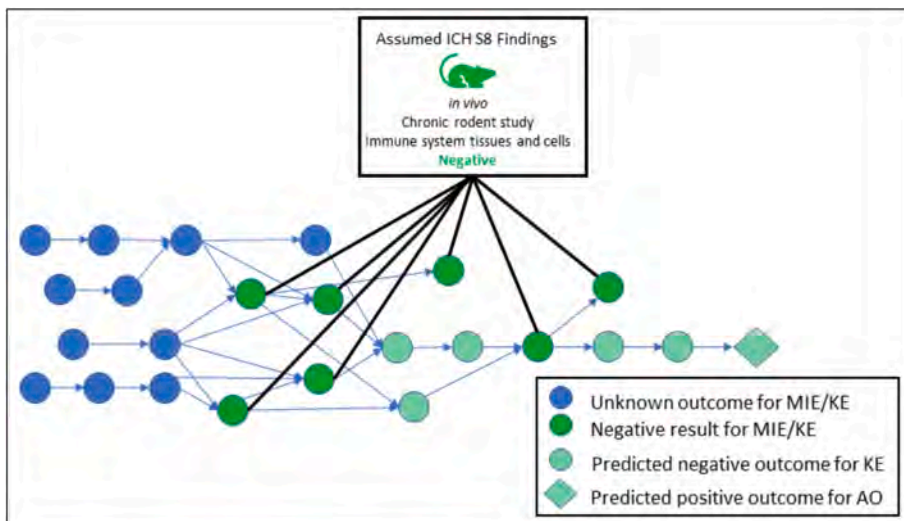 Assumed ICH S8 Findings
in vivo
Chronic rodent study
Immune system tissues and cells
Negative
Unknown outcome for MIE/KE
Negative result for MIE/KE
Predicted negative outcome for KE
Predicted positive outcome for AO